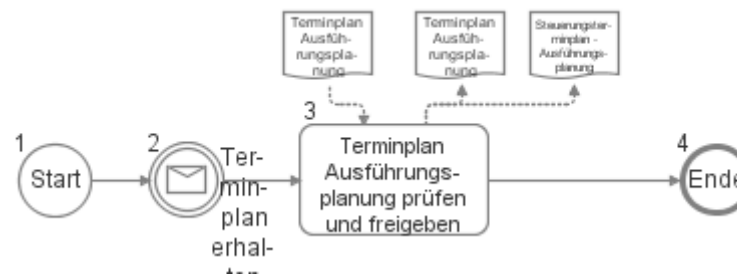 Terminplan
Ausfüh-
rungspla-
nung
Terminplan
Ausfüh-
rungspla-
nung
Steuerungster-
minplan -
Ausführungs-
planung
1
Start
2
Ter-
min-
plan
erhal-
ten
3
Terminplan
Ausführungs-
planung prüfen
und freigeben
4
Ende